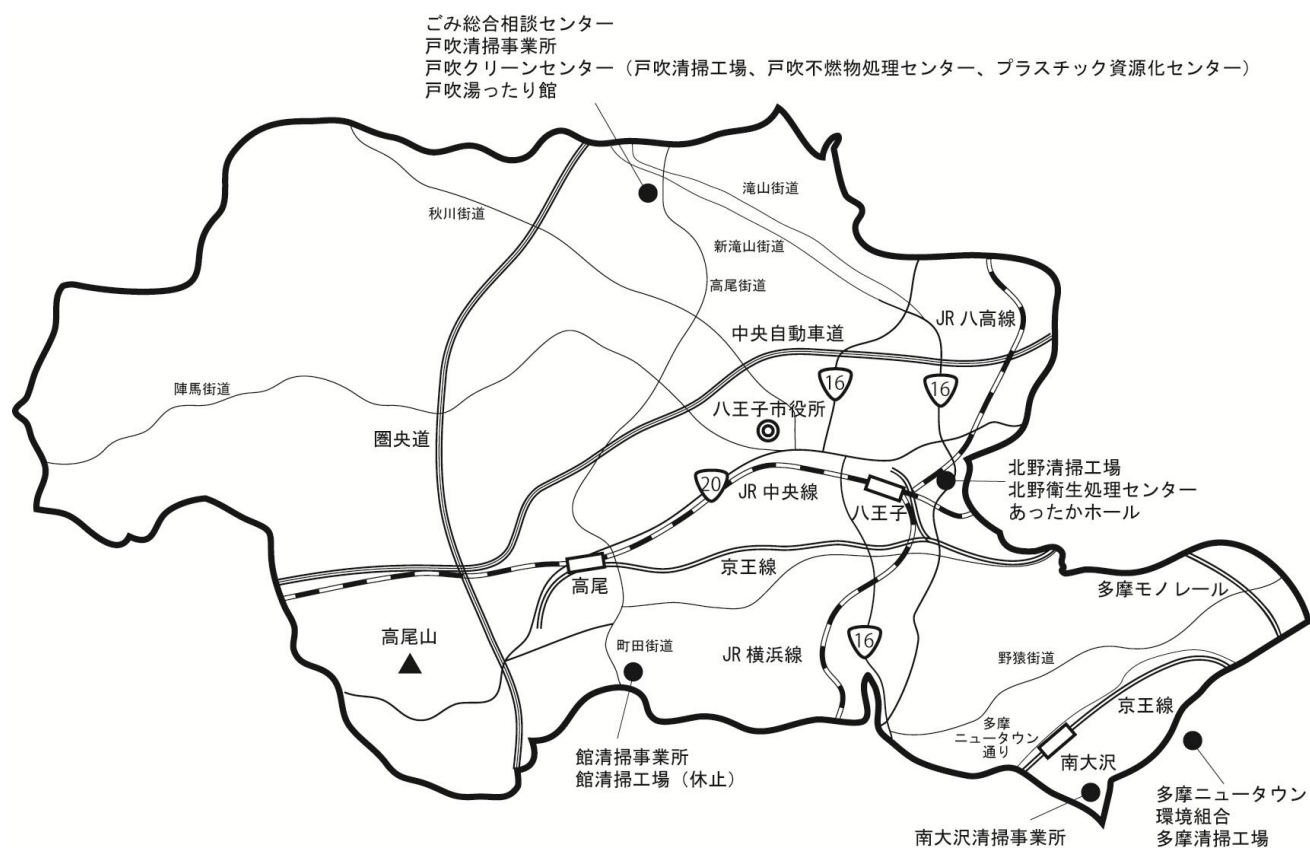 ごみ総合相談センター
戸吹清掃事業所
戸吹クリーンセンター（戸吹清掃工場、戸吹不燃物処理センター、プラスチック資源化センター）
戸吹湯ったり館
滝山街道
秋川街道
新滝山街道
高尾街道
JR 八高線
中央自動車道
陣馬街道
16
16
八王子市役所
圏央道
北野清掃工場
北野衛生処理センター
あったかホール
20
JR 中央線
八王子
京王線
高尾
多摩モノレール
高尾山
町田街道
JR 横浜線
16
野猿街道
京王線
多摩
ニュータウン
通り
南大沢
館清掃事業所
館清掃工場（休止）
多摩ニュータウン
環境組合
多摩清掃工場
南大沢清掃事業所